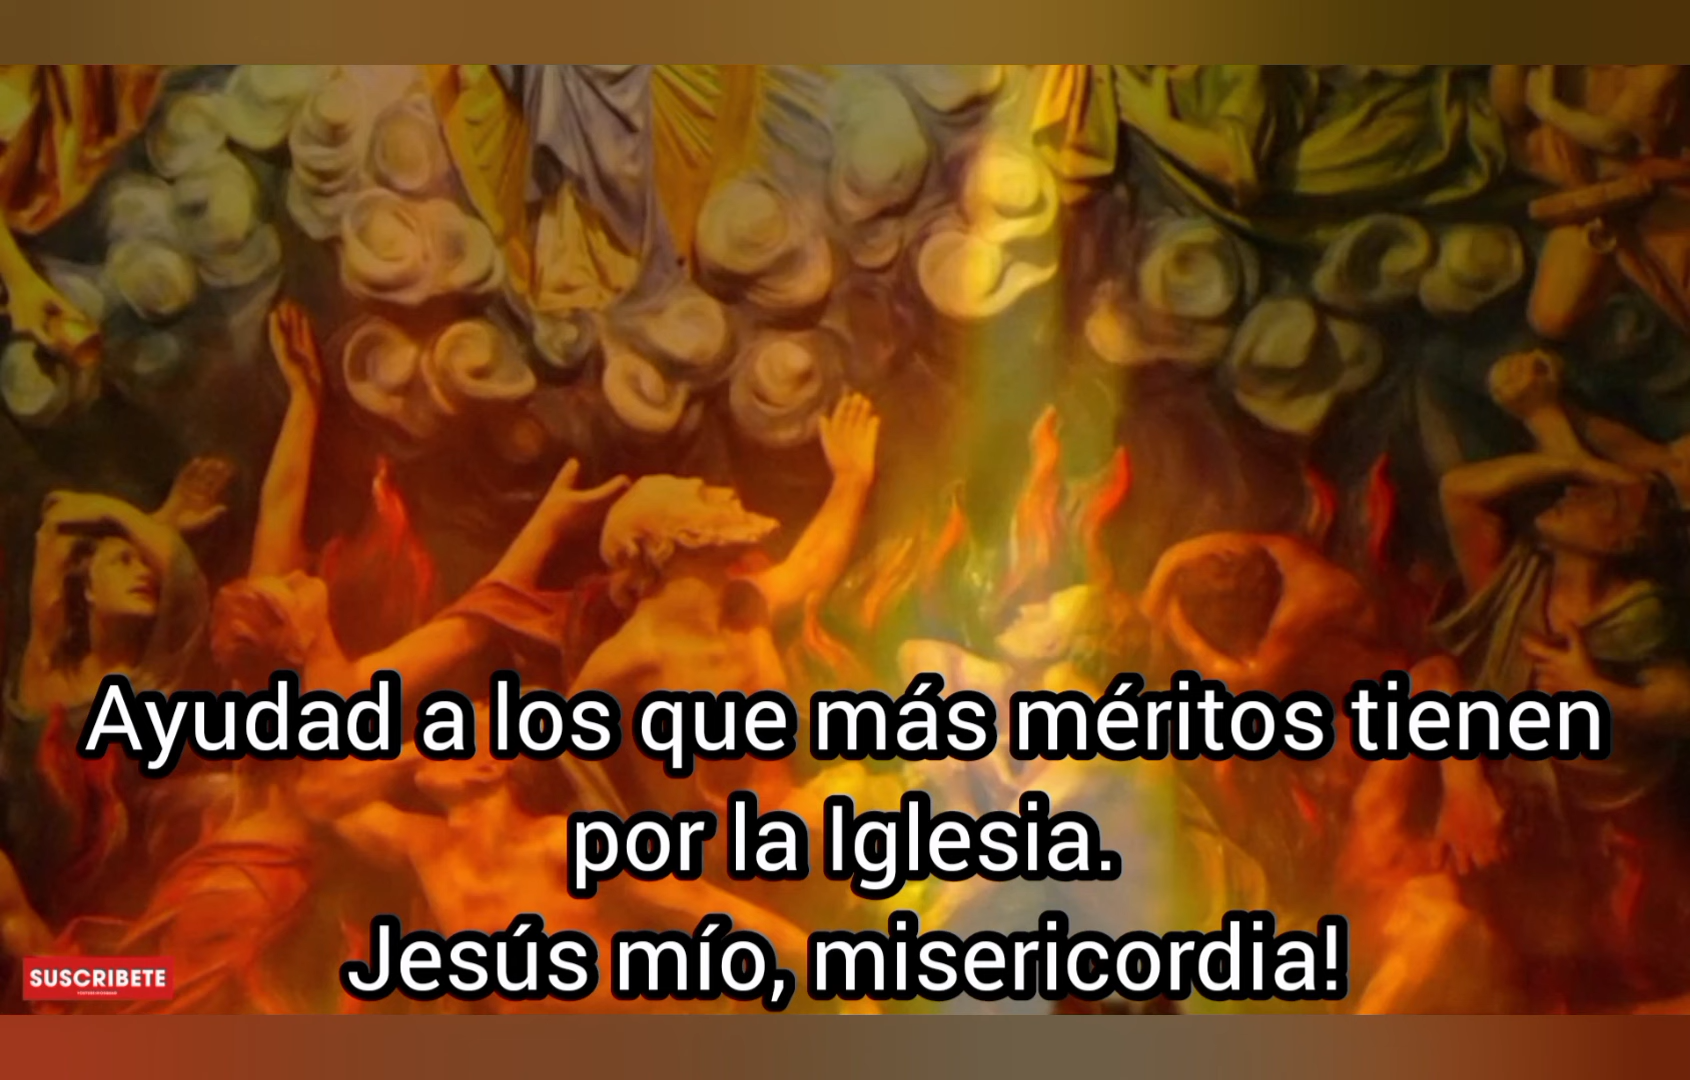 Ayudad a los que más méritos tienen
por la Iglesia.
Jesús mío, misericordia!
SUSCRIBETE